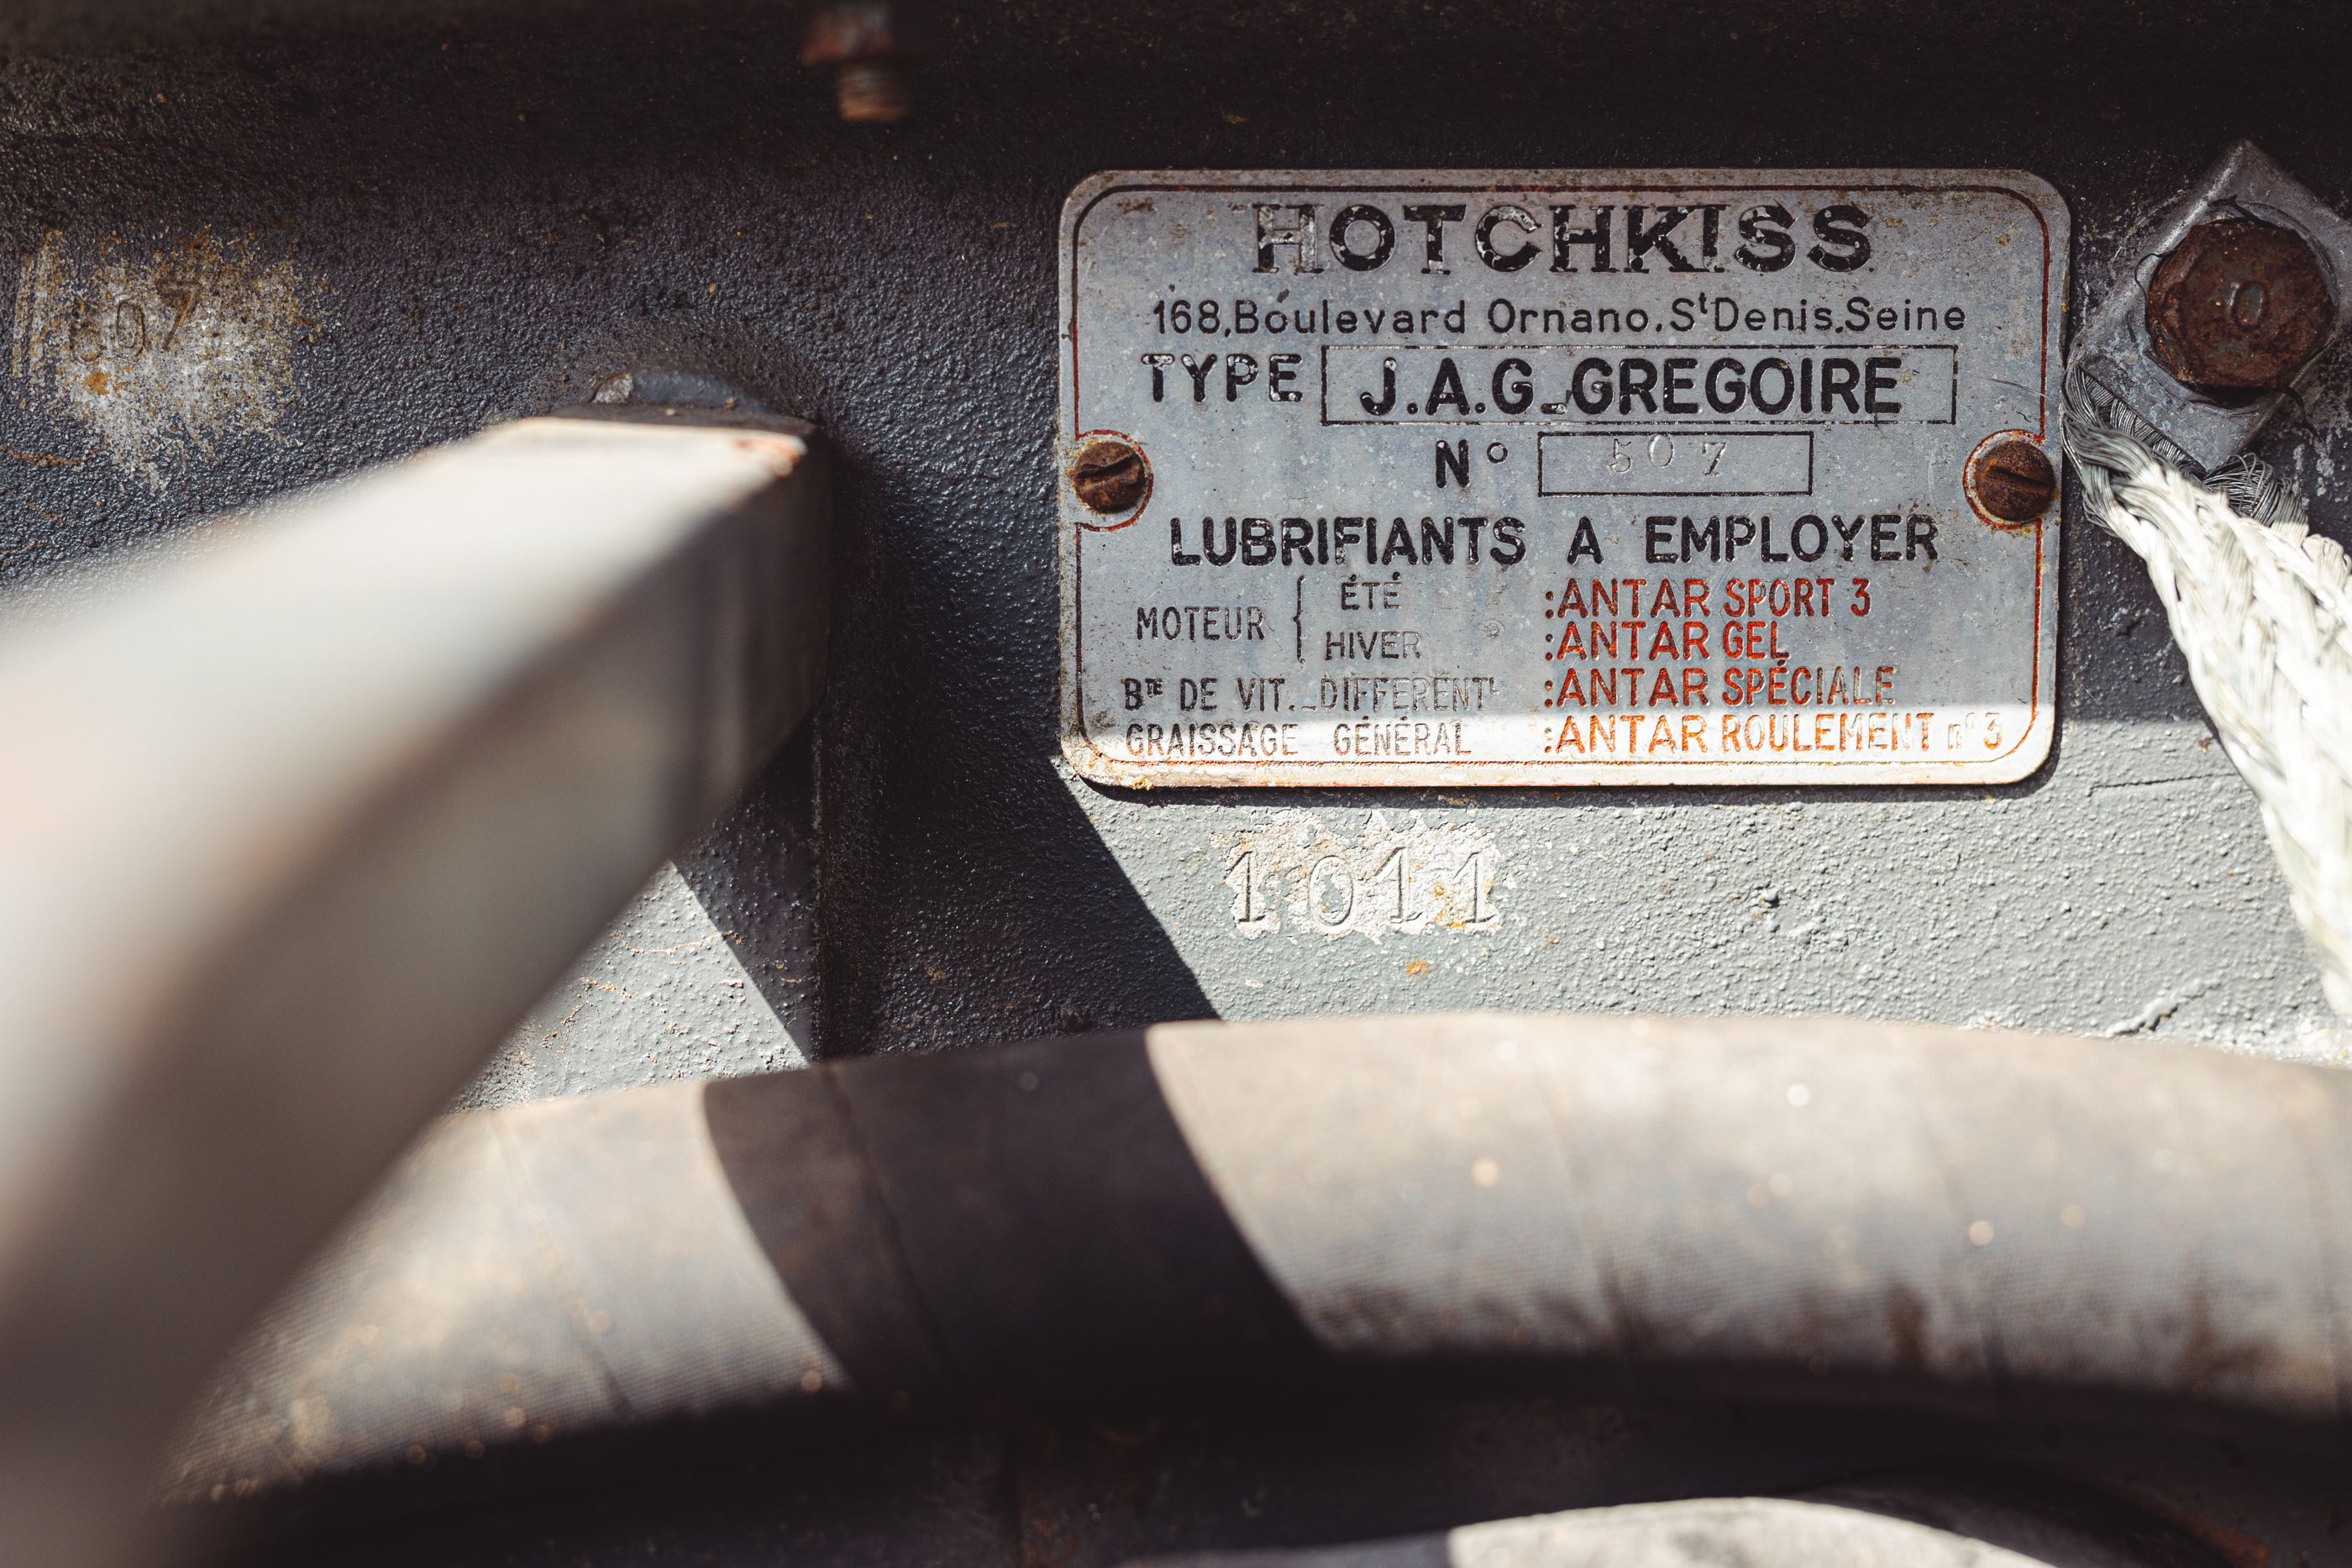 507
HOTCHKISS
168,Boulevard Ornano.St Denis.Seine
TYPE J.A.G_GREGOIRE
N° 507
LUBRIFIANTS A EMPLOYER
MOTEUR { ÉTÉ :ANTAR SPORT 3
HIVER :ANTAR GEL
BTE DE VIT._DIFFERENTL :ANTAR SPÉCIALE
GRAISSAGE GÉNÉRAL :ANTAR ROULEMENT n°3
1011
0